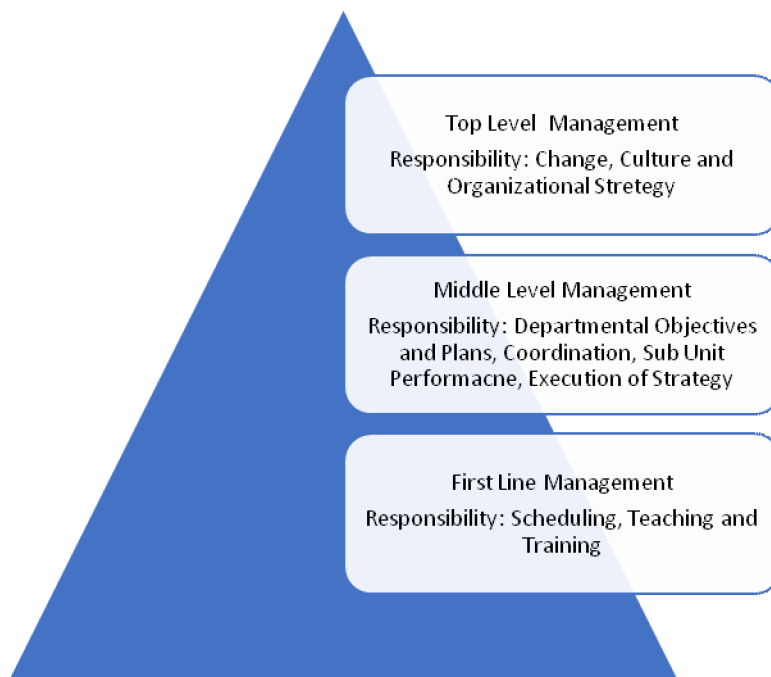 Top Level Management
Responsibility: Change, Culture and
Organizational Stretegy
Middle Level Management
Responsibility: Departmental Objectives
and Plans, Coordination, Sub Unit
Performacne, Execution of Strategy
First Line Management
Responsibility: Scheduling, Teaching and
Training